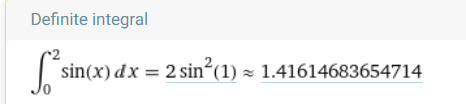 Definite integral
∫₀² sin(x) dx = 2 sin²(1) ≈ 1.41614683654714